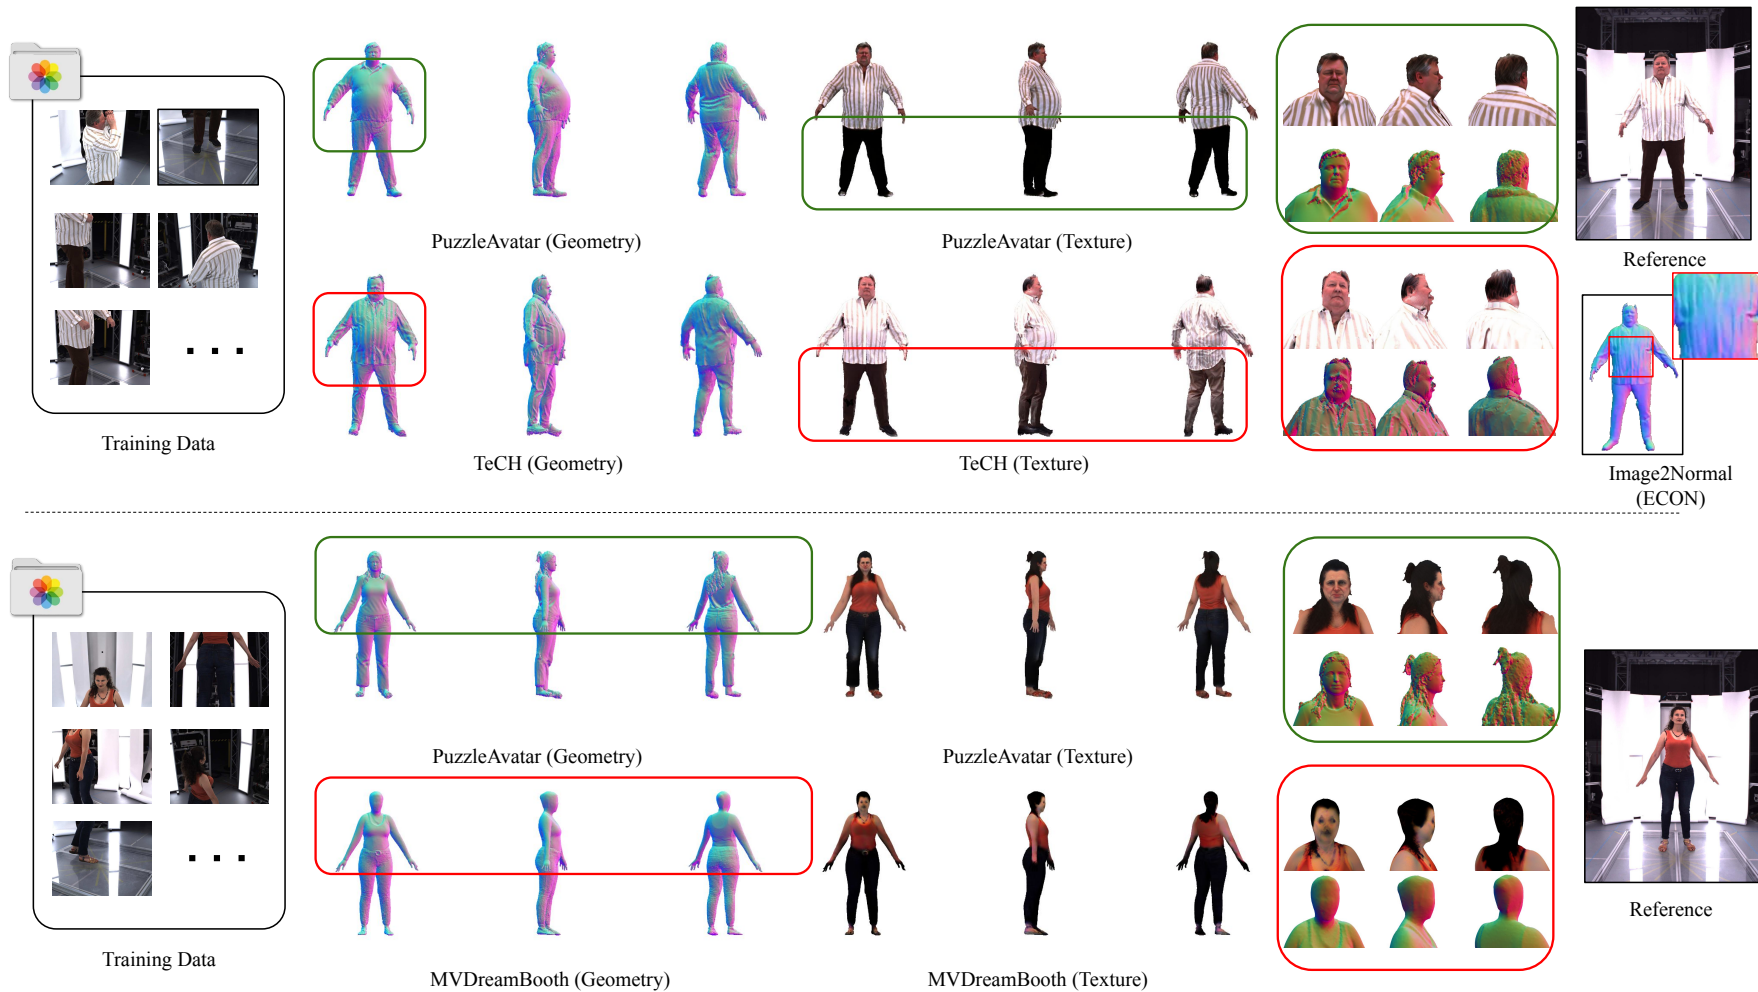 PuzzleAvatar (Geometry)
PuzzleAvatar (Texture)
Reference
Training Data
TeCH (Geometry)
TeCH (Texture)
Image2Normal
(ECON)
PuzzleAvatar (Geometry)
PuzzleAvatar (Texture)
Reference
Training Data
MVDreamBooth (Geometry)
MVDreamBooth (Texture)